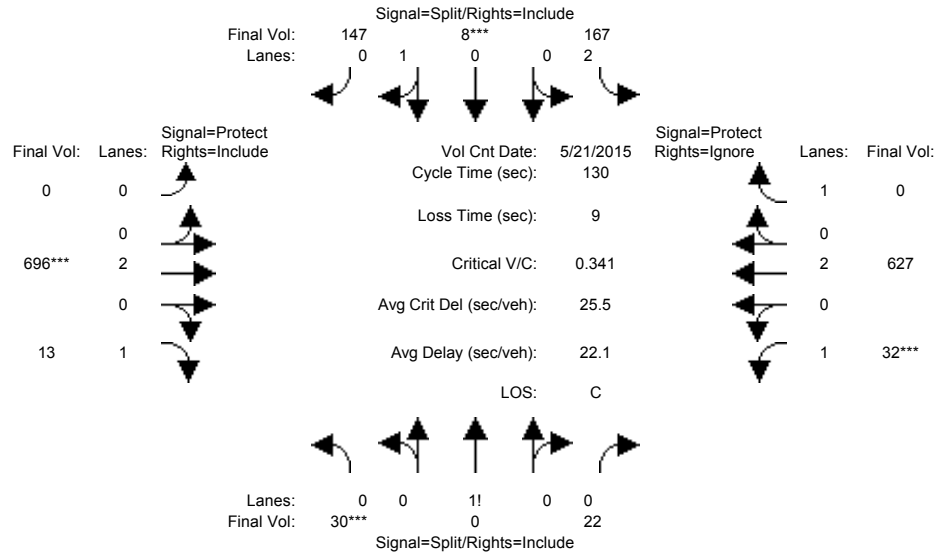 Signal=Split/Rights=Include
Final Vol: 147 8*** 167
Lanes: 0 1 0 0 2
Signal=Protect Signal=Protect
Final Vol: Lanes: Rights=Include Vol Cnt Date: 5/21/2015 Rights=Ignore Lanes: Final Vol:
Cycle Time (sec): 130
0 0 1 0
Loss Time (sec): 9
0 0
696*** 2 Critical V/C: 0.341 2 627
0 Avg Crit Del (sec/veh): 25.5 0
13 1 Avg Delay (sec/veh): 22.1 1 32***
LOS: C
Lanes: 0 0 1! 0 0
Final Vol: 30*** 0 22
Signal=Split/Rights=Include